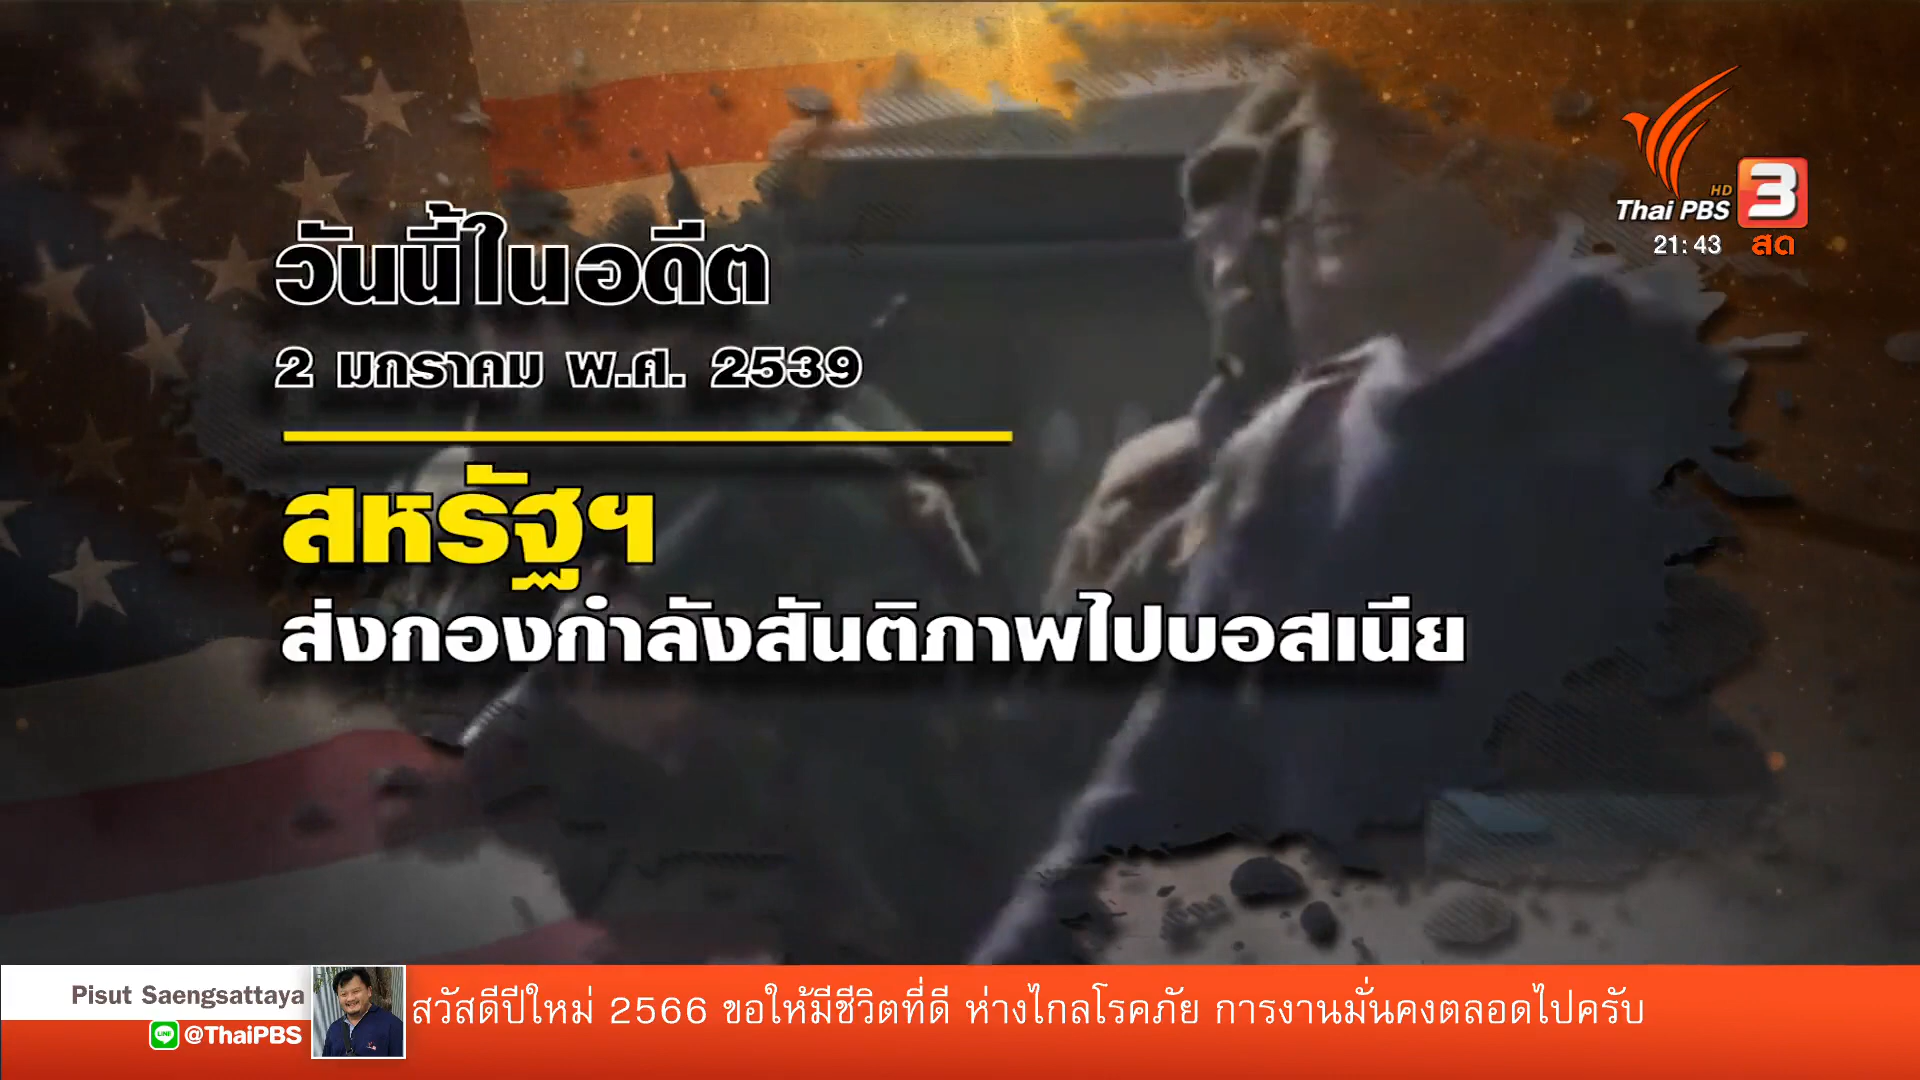 วันนี้ในอดีต
2 มกราคม พ.ศ. 2539
สหรัฐฯ
ส่งกองกำลังสันติภาพไปบอสเนีย
HD
Thai PBS 3
21:43 สด
Pisut Saengsattaya
LINE @ThaiPBS
สวัสดีปีใหม่ 2566 ขอให้มีชีวิตที่ดี ห่างไกลโรคภัย การงานมั่นคงตลอดไปครับ